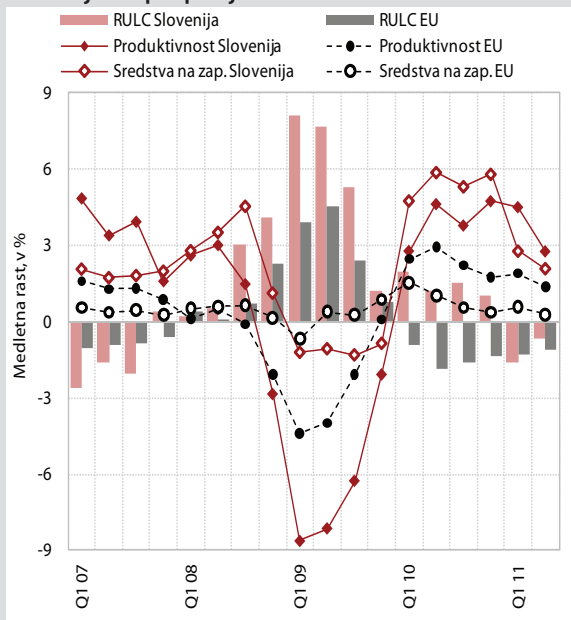 RULC Slovenija RULC EU
Produktivnost Slovenija Produktivnost EU
Sredstva na zap. Slovenija Sredstva na zap. EU
Medletna rast, v %
9
6
3
0
-3
-6
-9
Q1 07
Q1 08
Q1 09
Q1 10
Q1 11